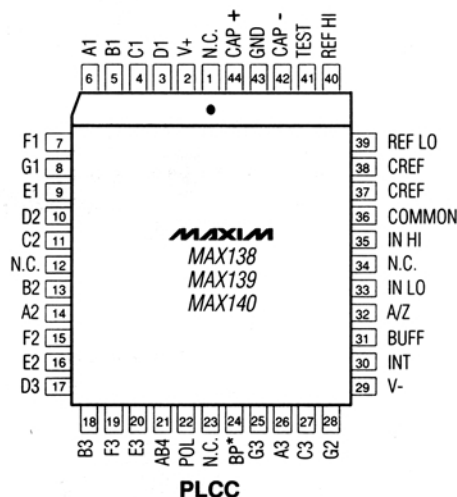 A1 B1 C1 D1 V+ N.C. CAP + GND CAP - TEST REF HI
6 5 4 3 2 1 44 43 42 41 40
F1 7
G1 8
E1 9
D2 10
C2 11
N.C. 12
B2 13
A2 14
F2 15
E2 16
D3 17
MAXIM
MAX138
MAX139
MAX140
39 REF LO
38 CREF
37 CREF
36 COMMON
35 IN HI
34 N.C.
33 IN LO
32 A/Z
31 BUFF
30 INT
29 V-
18 19 20 21 22 23 24 25 26 27 28
B3 F3 E3 AB4 POL N.C. BP* G3 A3 C3 G2
PLCC